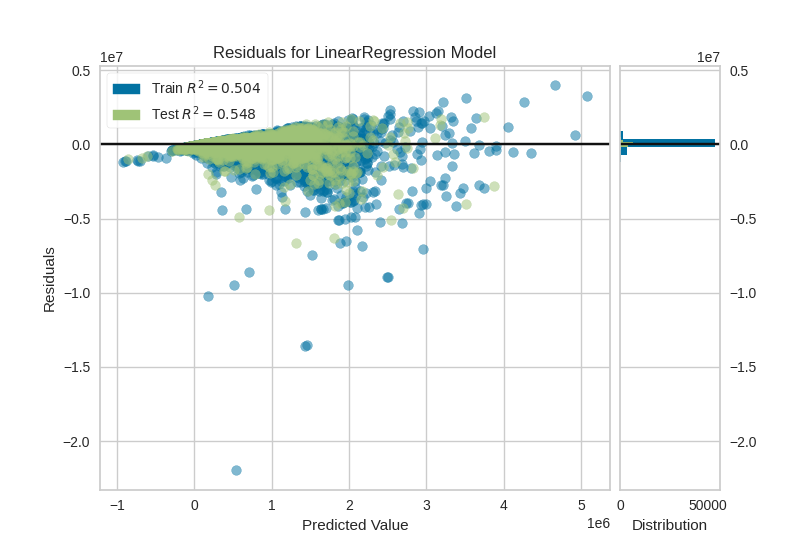 Residuals for LinearRegression Model
1e7
1e7
Train R² = 0.504
Test R² = 0.548
0.5
0.0
−0.5
−1.0
−1.5
−2.0
0.5
0.0
−0.5
−1.0
−1.5
−2.0
Residuals
−1 0 1 2 3 4 5
0 50000
1e6
Predicted Value
Distribution